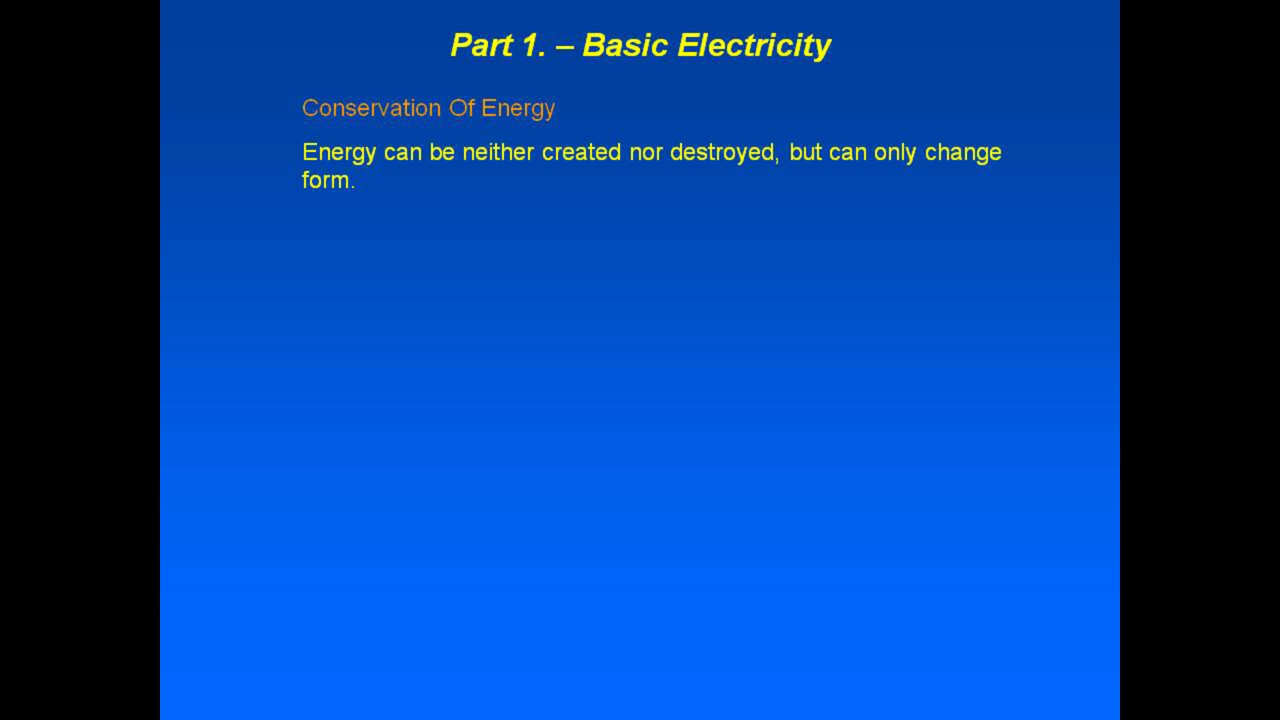 Part 1. – Basic Electricity
Conservation Of Energy
Energy can be neither created nor destroyed, but can only change
form.